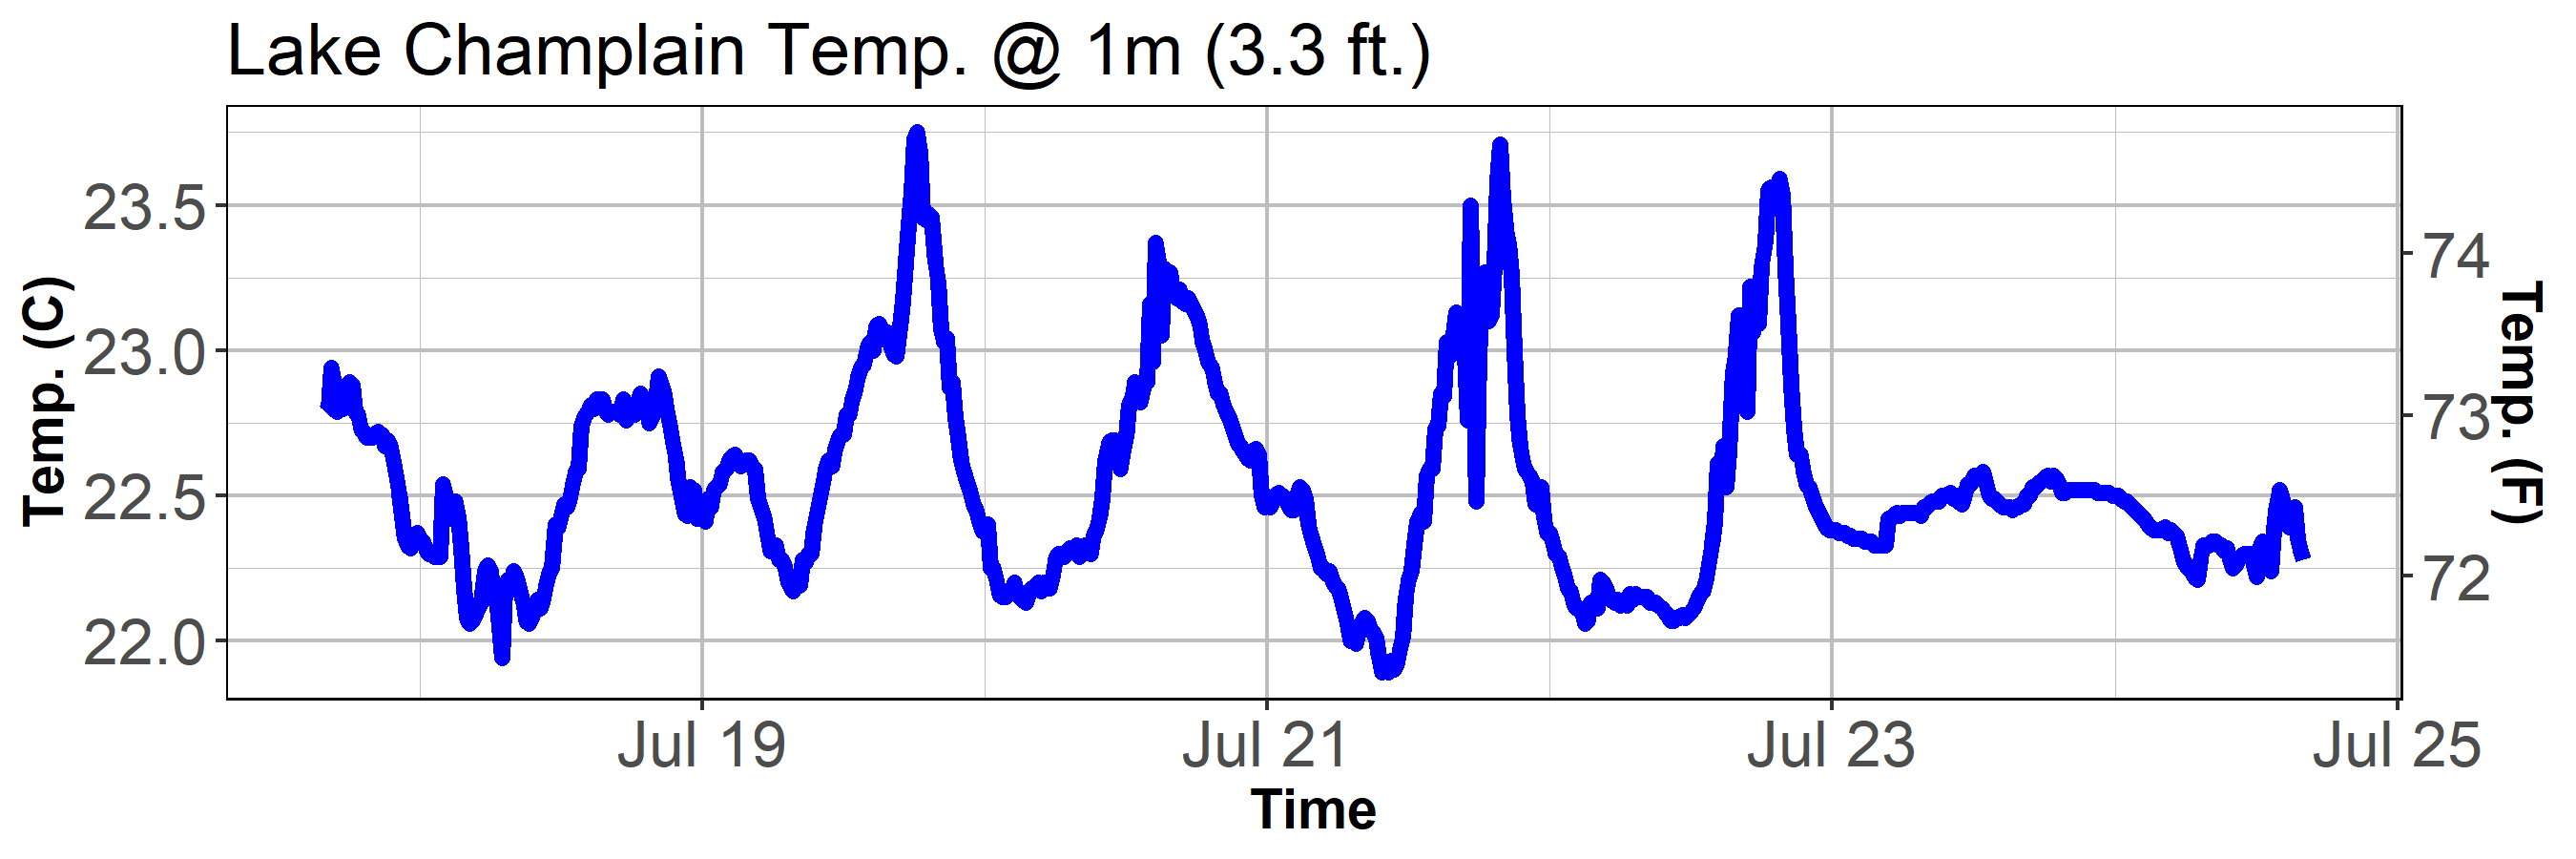 Lake Champlain Temp. @ 1m (3.3 ft.)
Temp. (C)
23.5
23.0
22.5
22.0
74
73
72
Temp. (F)
Jul 19 Jul 21 Jul 23 Jul 25
Time